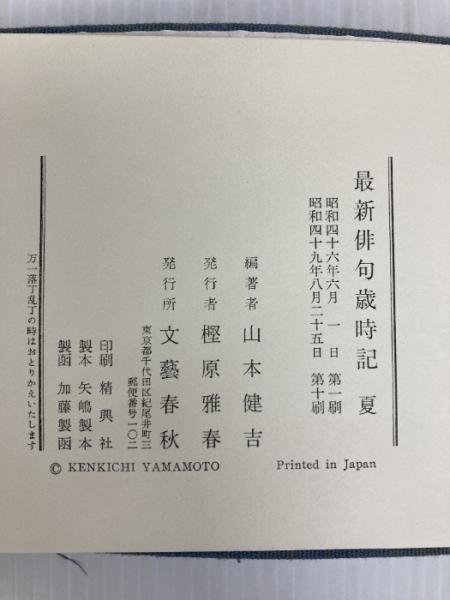 最新俳句歳時記 夏
昭和四十六年六月 一 日 第一刷
昭和四十九年八月二十五日 第十刷
編著者 山本健吉
発行者 樫原雅春
発行所 文藝春秋
東京都千代田区紀尾井町三
郵便番号一〇二
印刷 精興社
製本 矢嶋製本
製函 加藤製函
万一落丁乱丁の時はおとりかえいたします
© KENKICHI YAMAMOTO Printed in Japan